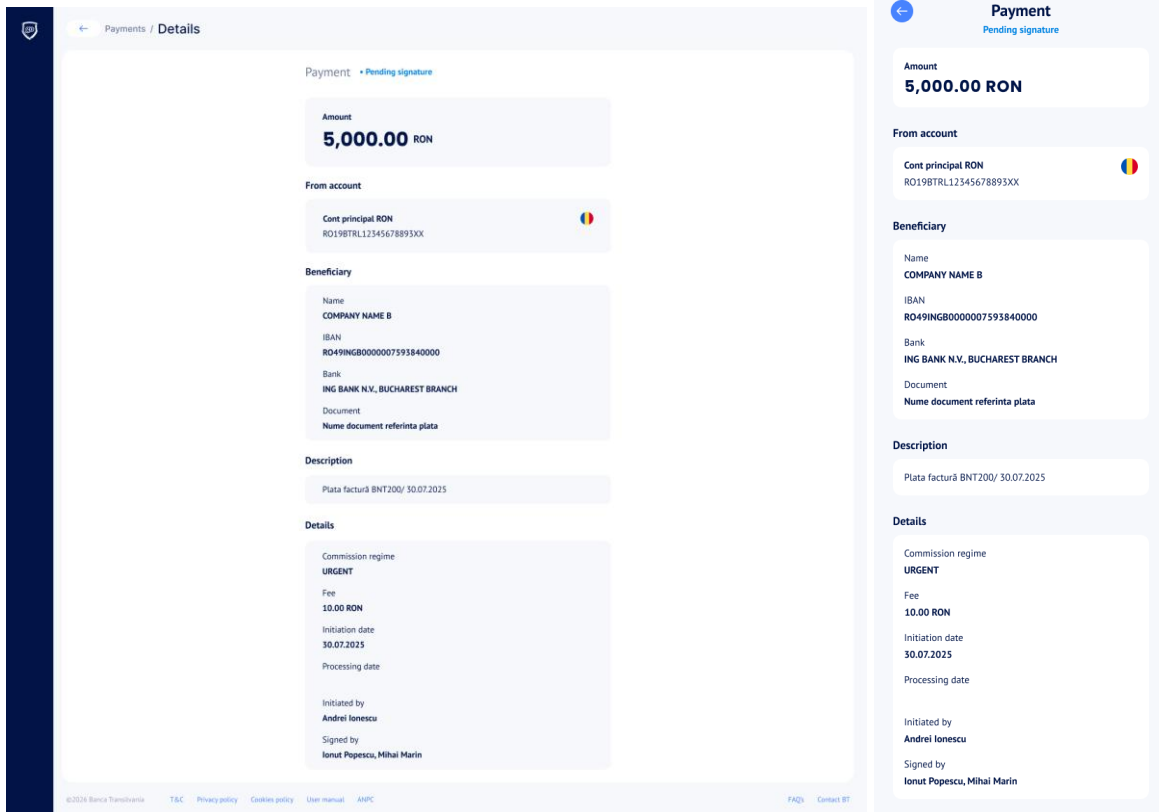 Payments / Details
Payment • Pending signature
Amount
5,000.00 RON
From account
Cont principal RON
RO19BTRL12345678893XX
Beneficiary
Name
COMPANY NAME B
IBAN
RO49INGB0000007593840000
Bank
ING BANK N.V., BUCHAREST BRANCH
Document
Nume document referinta plata
Description
Plata factură BNT200/ 30.07.2025
Details
Commission regime
URGENT
Fee
10.00 RON
Initiation date
30.07.2025
Processing date
Initiated by
Andrei Ionescu
Signed by
Ionut Popescu, Mihai Marin
©2026 Banca Transilvania T&C Privacy policy Cookies policy User manual ANPC FAQs Contact BT
Payment
Pending signature
Amount
5,000.00 RON
From account
Cont principal RON
RO19BTRL12345678893XX
Beneficiary
Name
COMPANY NAME B
IBAN
RO49INGB0000007593840000
Bank
ING BANK N.V., BUCHAREST BRANCH
Document
Nume document referinta plata
Description
Plata factură BNT200/ 30.07.2025
Details
Commission regime
URGENT
Fee
10.00 RON
Initiation date
30.07.2025
Processing date
Initiated by
Andrei Ionescu
Signed by
Ionut Popescu, Mihai Marin